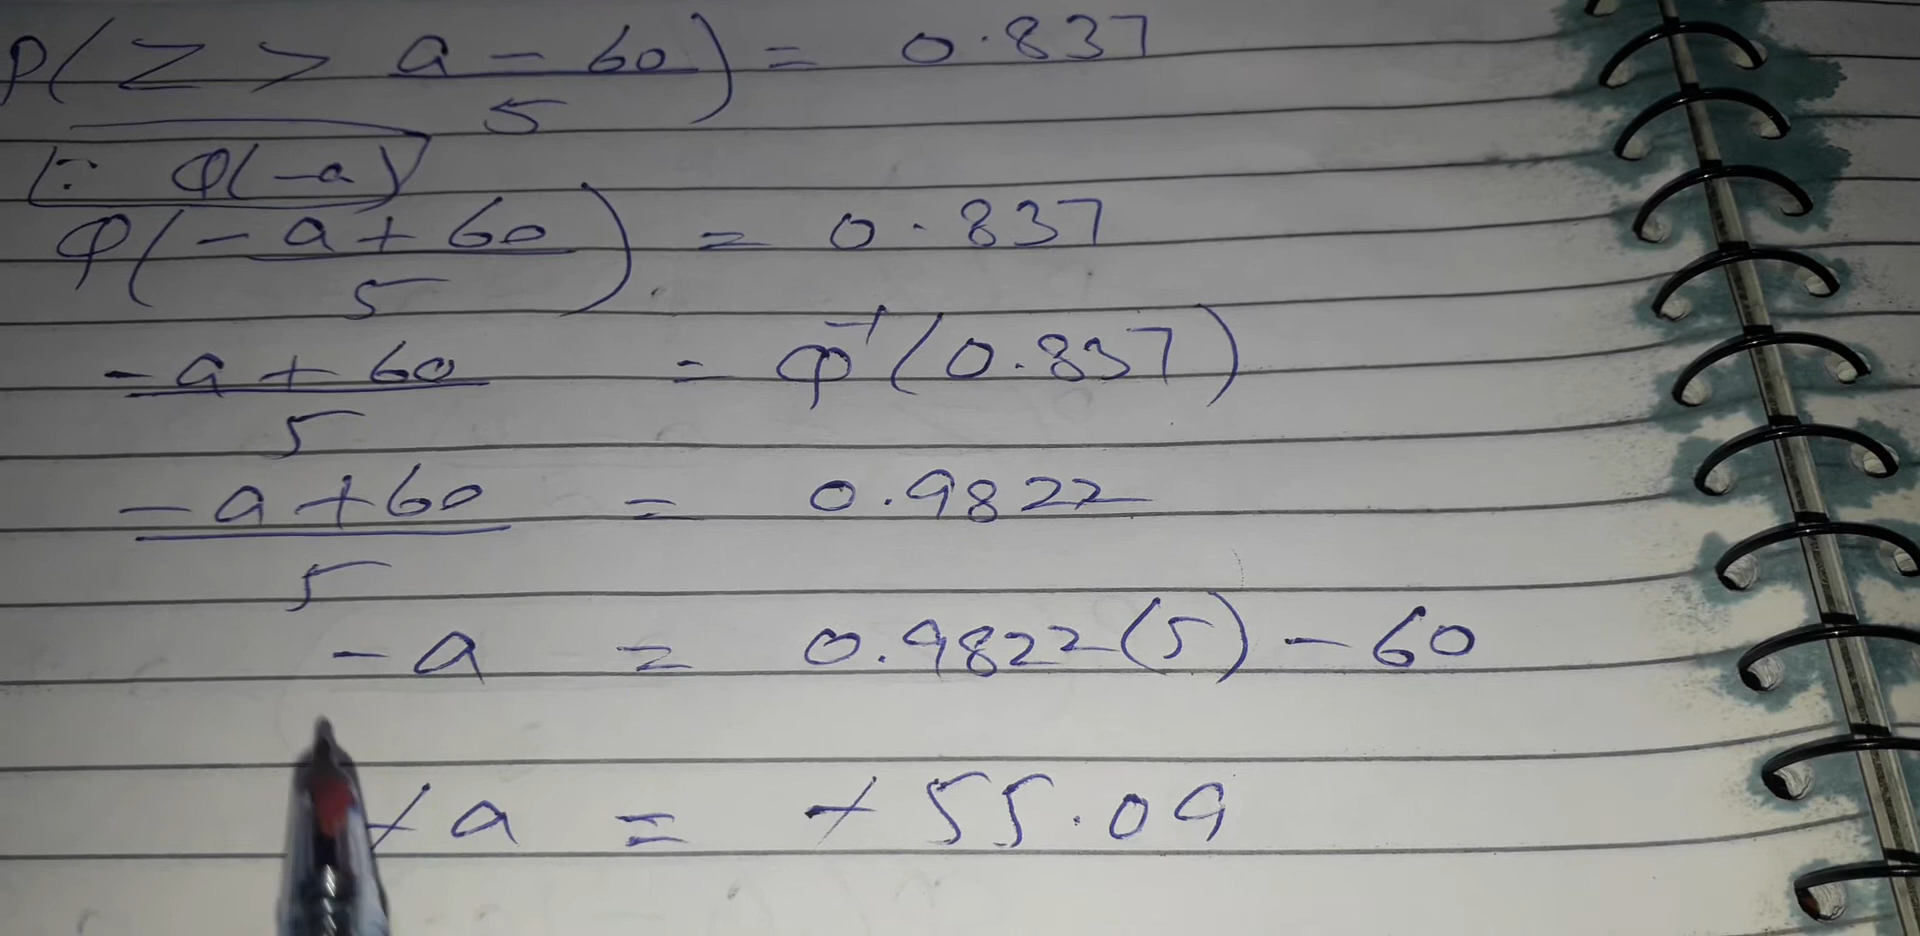 P(Z > a - 60 / 5) = 0.837
∵ φ(-a)
φ(-a + 60 / 5) = 0.837
-a + 60 / 5 = φ⁻¹(0.837)
-a + 60 / 5 = 0.9822
-a = 0.9822(5) - 60
+a = +55.09